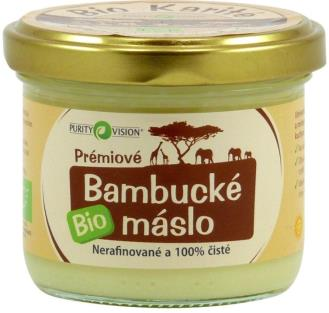 Bio Karité
PURITY VISION®
Prémiové
Bambucké
Bio
máslo
Nerafinované a 100% čisté